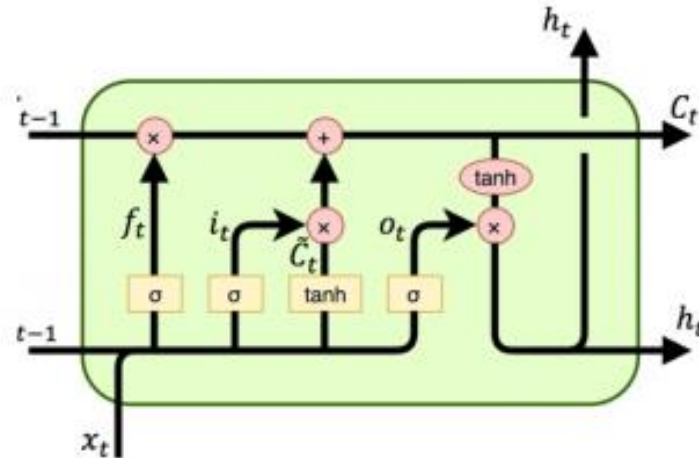 h_t
t−1
C_t
×
+
tanh
f_t
i_t
×
o_t
×
C̃_t
σ
σ
tanh
σ
t−1
h_t
x_t